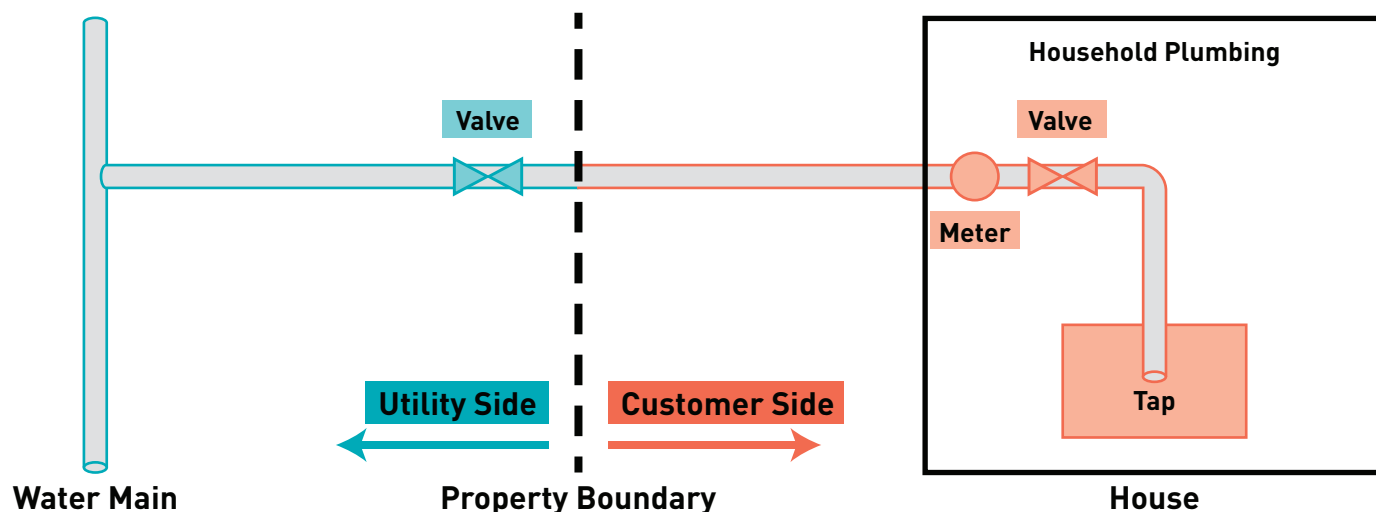 Household Plumbing
Valve
Valve
Meter
Utility Side
Customer Side
Tap
Water Main
Property Boundary
House